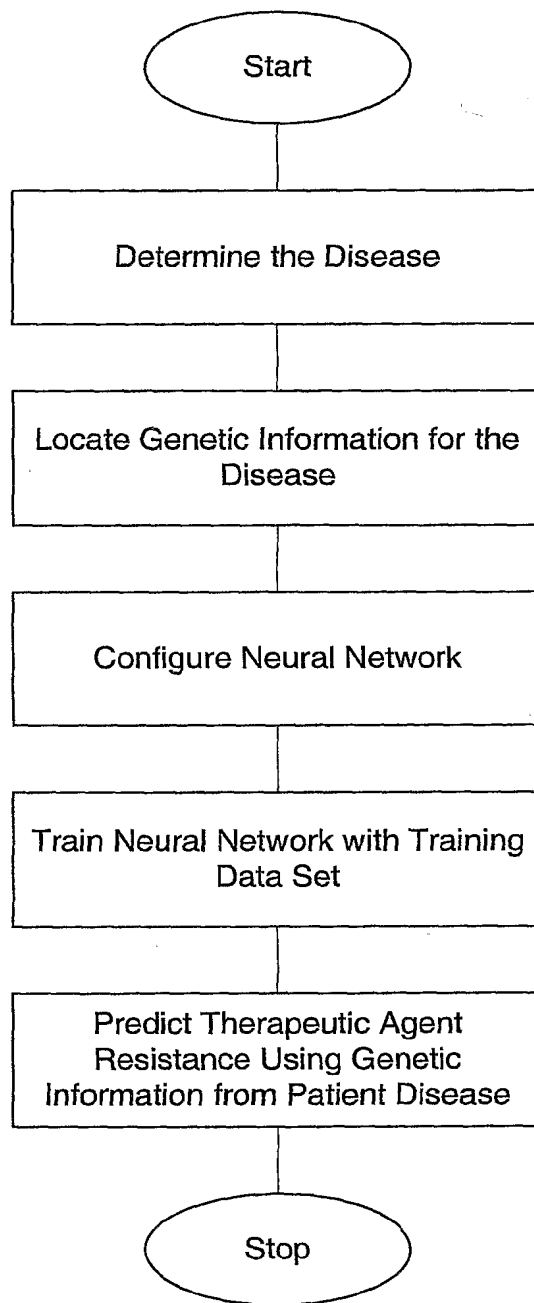 Start
Determine the Disease
Locate Genetic Information for the
Disease
Configure Neural Network
Train Neural Network with Training
Data Set
Predict Therapeutic Agent
Resistance Using Genetic
Information from Patient Disease
Stop